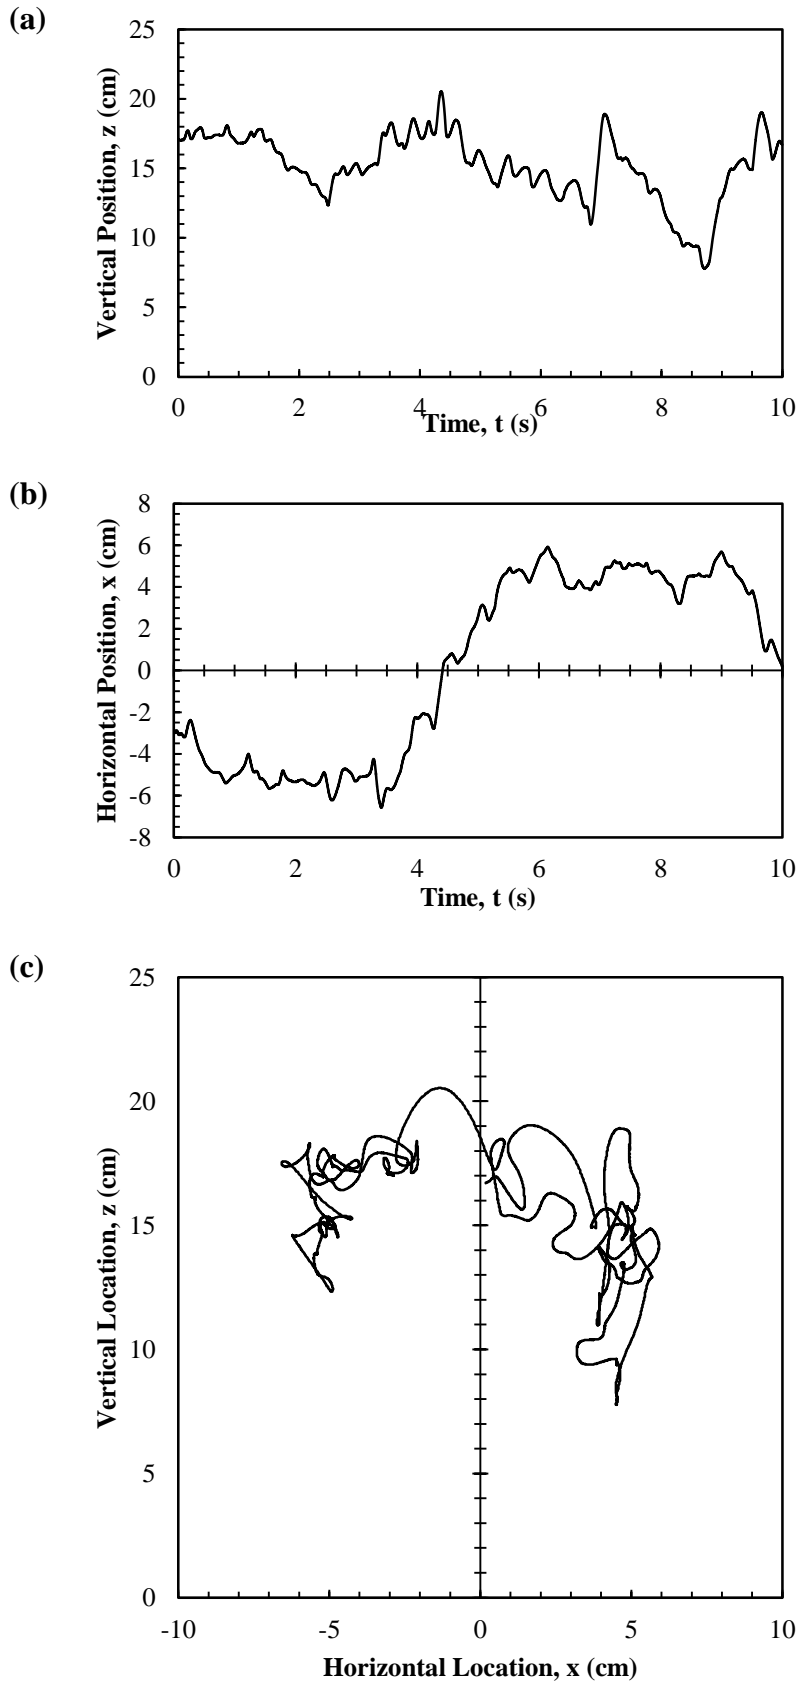 (a)
25
20
15
10
5
0
Vertical Position, z (cm)
0 2 4 6 8 10
Time, t (s)
(b)
8
6
4
2
0
-2
-4
-6
-8
Horizontal Position, x (cm)
0 2 4 6 8 10
Time, t (s)
(c)
25
20
15
10
5
0
Vertical Location, z (cm)
-10 -5 0 5 10
Horizontal Location, x (cm)